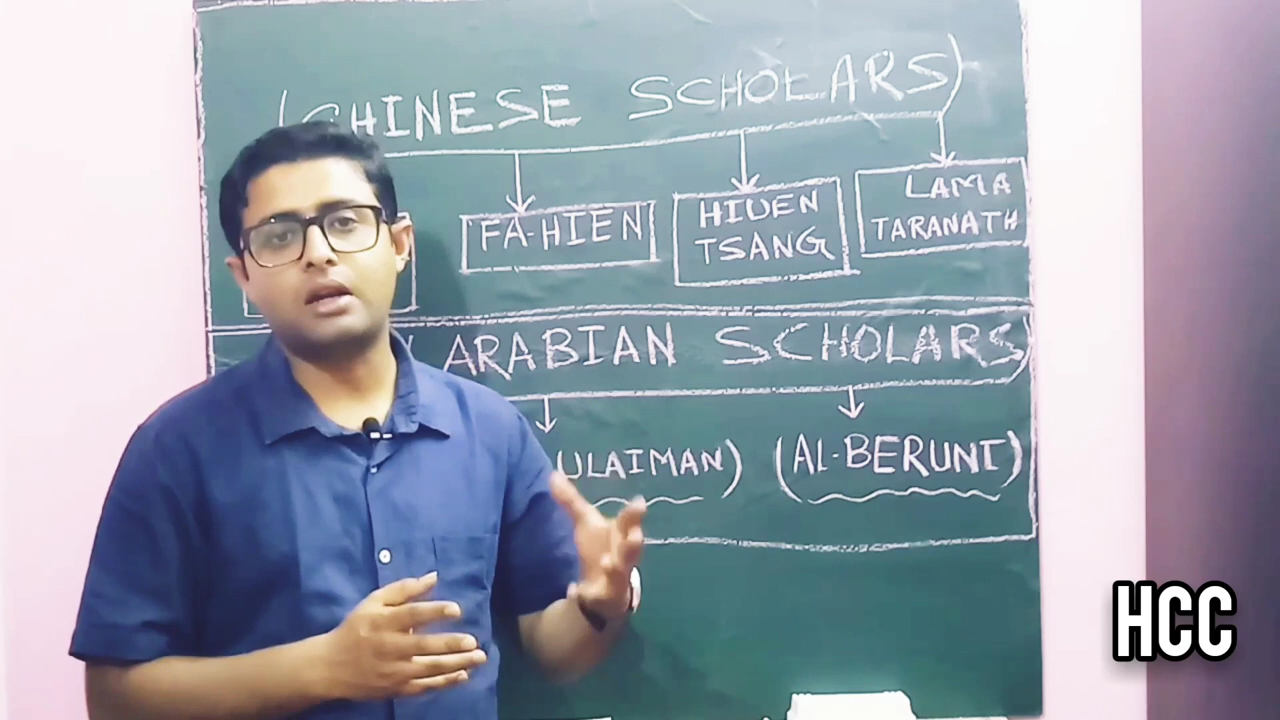 (CHINESE SCHOLARS)
FA-HIEN
HIUEN
TSANG
LAMA
TARANATH
ARABIAN SCHOLARS)
ULAIMAN)
(AL-BERUNI)
HCC